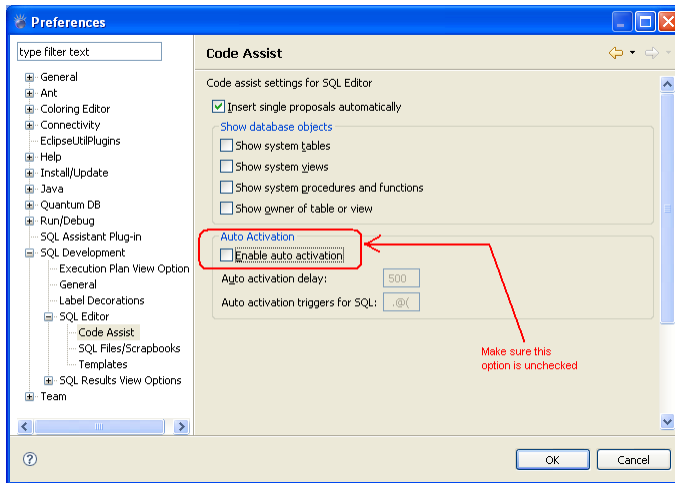 Preferences
type filter text
General
Ant
Coloring Editor
Connectivity
EclipseUtilPlugins
Help
Install/Update
Java
Quantum DB
Run/Debug
SQL Assistant Plug-in
SQL Development
Execution Plan View Option
General
Label Decorations
SQL Editor
Code Assist
SQL Files/Scrapbooks
Templates
SQL Results View Options
Team
Code Assist
Code assist settings for SQL Editor
Insert single proposals automatically
Show database objects
Show system tables
Show system views
Show system procedures and functions
Show owner of table or view
Auto Activation
Enable auto activation
Auto activation delay: 500
Auto activation triggers for SQL: .@(
Make sure this
option is unchecked
?
OK Cancel